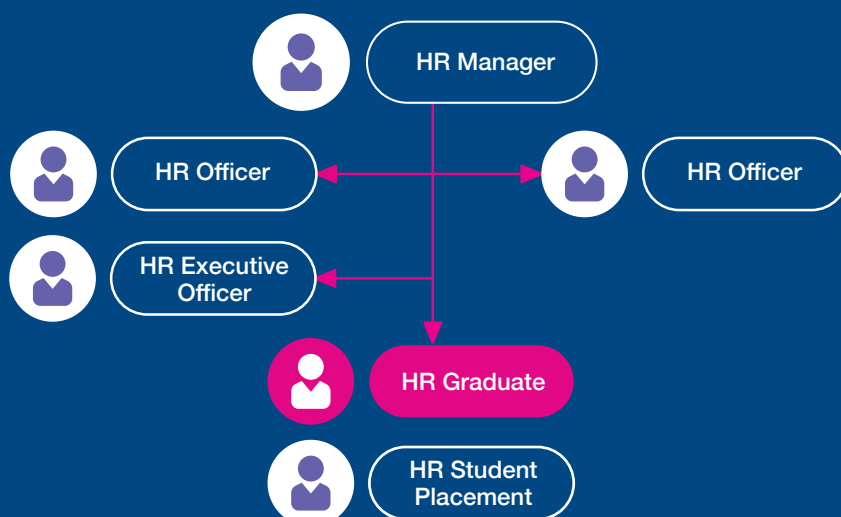 HR Manager
HR Officer
HR Officer
HR Executive
Officer
HR Graduate
HR Student
Placement